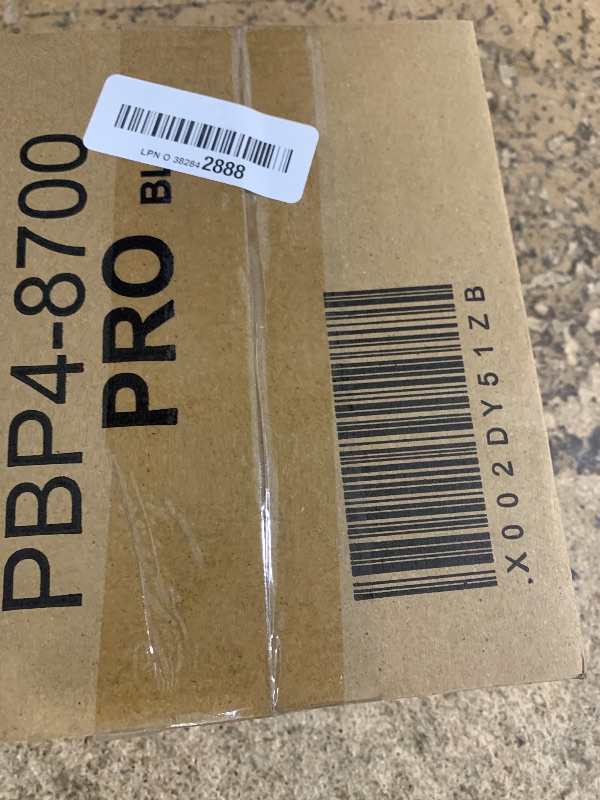 LPN O 38284 2888
PBP4-8700
PRO
.X002DY51ZB